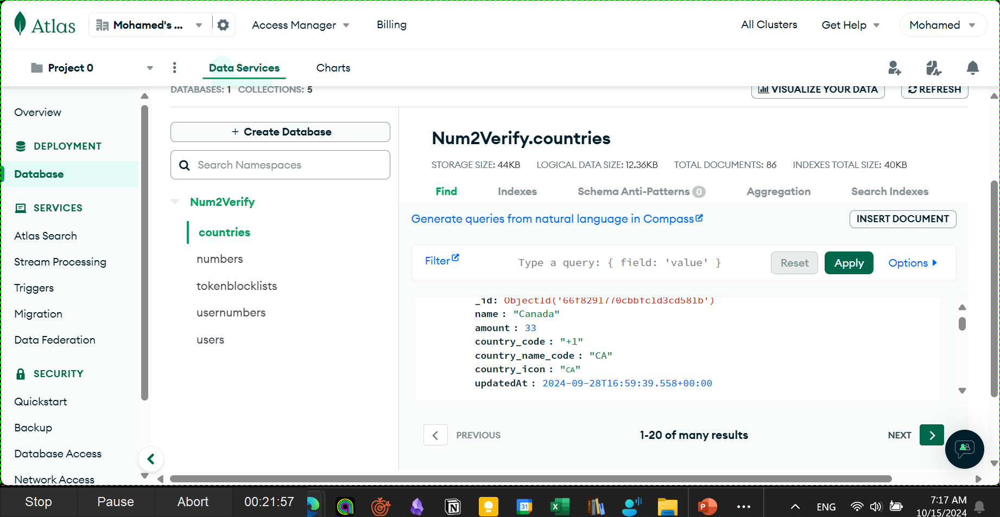 Atlas
Mohamed's ...
Access Manager
Billing
All Clusters
Get Help
Mohamed
Project 0
Data Services
Charts
DATABASES: 1 COLLECTIONS: 5
VISUALIZE YOUR DATA
REFRESH
Overview
DEPLOYMENT
Database
SERVICES
Atlas Search
Stream Processing
Triggers
Migration
Data Federation
SECURITY
Quickstart
Backup
Database Access
Network Access
+ Create Database
Search Namespaces
Num2Verify
countries
numbers
tokenblocklists
usernumbers
users
Num2Verify.countries
STORAGE SIZE: 44KB LOGICAL DATA SIZE: 12.36KB TOTAL DOCUMENTS: 86 INDEXES TOTAL SIZE: 40KB
Find
Indexes
Schema Anti-Patterns 0
Aggregation
Search Indexes
Generate queries from natural language in Compass
INSERT DOCUMENT
Filter
Type a query: { field: 'value' }
Reset
Apply
Options
_id: ObjectId('66f8291770cbbfc1d3cd581b')
name : "Canada"
amount : 33
country_code : "+1"
country_name_code : "CA"
country_icon : "CA"
updatedAt : 2024-09-28T16:59:39.558+00:00
PREVIOUS
1-20 of many results
NEXT
Stop
Pause
Abort
00:21:57
31
ENG
7:17 AM
10/15/2024